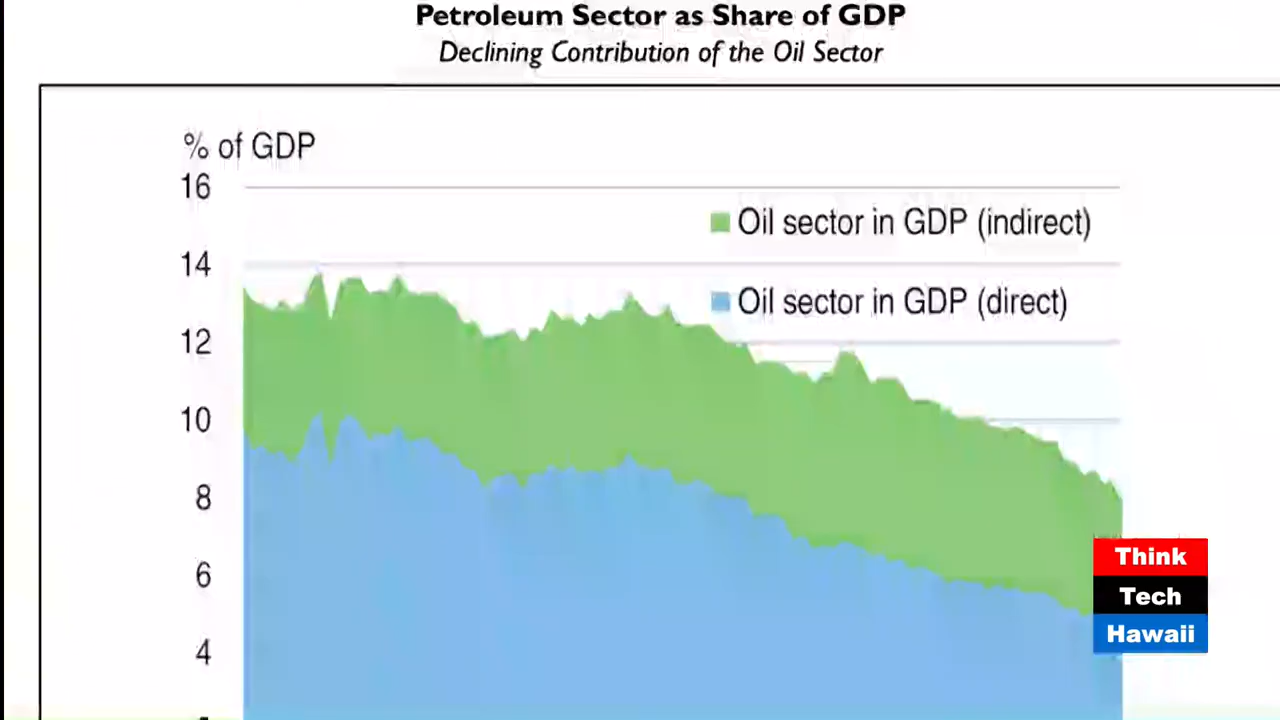 Petroleum Sector as Share of GDP
Declining Contribution of the Oil Sector
% of GDP
16
Oil sector in GDP (indirect)
14
Oil sector in GDP (direct)
12
10
8
Think
6
Tech
Hawaii
4